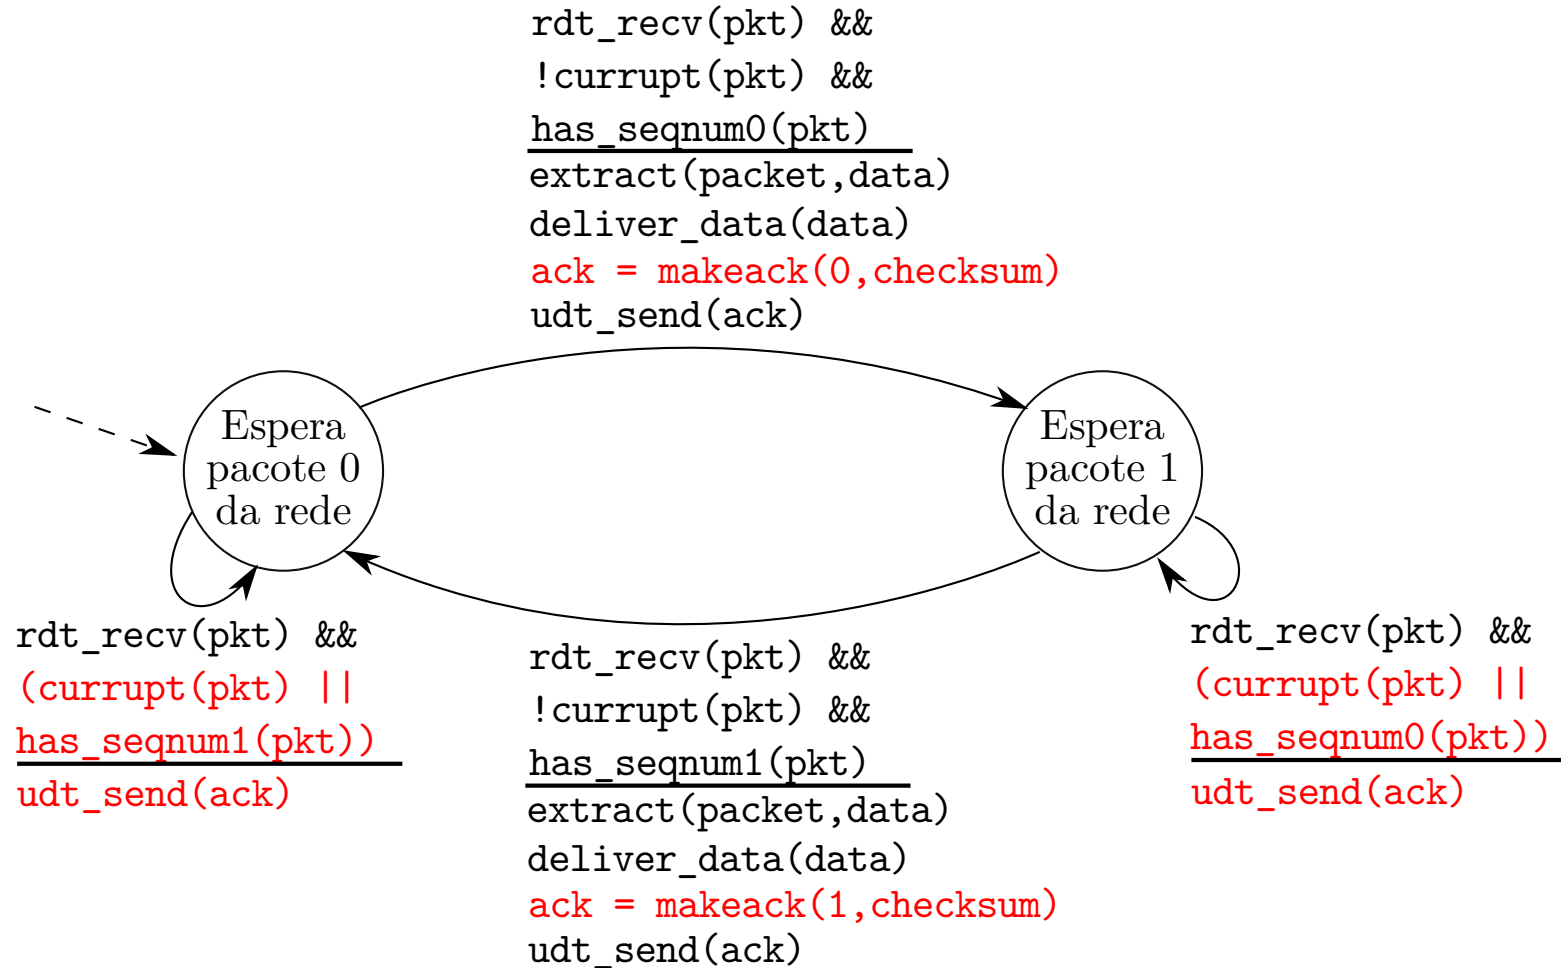 rdt_recv(pkt) &&
!currupt(pkt) &&
has_seqnum0(pkt)
extract(packet,data)
deliver_data(data)
ack = makeack(0,checksum)
udt_send(ack)
Espera
pacote 0
da rede
Espera
pacote 1
da rede
rdt_recv(pkt) &&
(currupt(pkt) ||
has_seqnum1(pkt))
udt_send(ack)
rdt_recv(pkt) &&
!currupt(pkt) &&
has_seqnum1(pkt)
extract(packet,data)
deliver_data(data)
ack = makeack(1,checksum)
udt_send(ack)
rdt_recv(pkt) &&
(currupt(pkt) ||
has_seqnum0(pkt))
udt_send(ack)